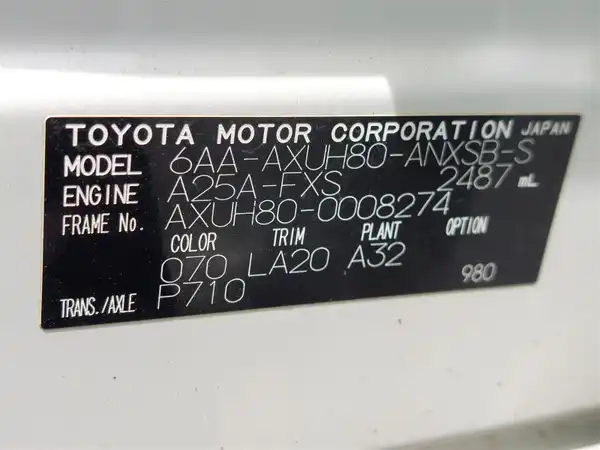 TOYOTA MOTOR CORPORATION JAPAN
MODEL 6AA-AXUH80-ANXSB-S
ENGINE A25A-FXS 2487 mL
FRAME No. AXUH80-0008274
COLOR TRIM PLANT OPTION
070 LA20 A32
TRANS./AXLE P710 980